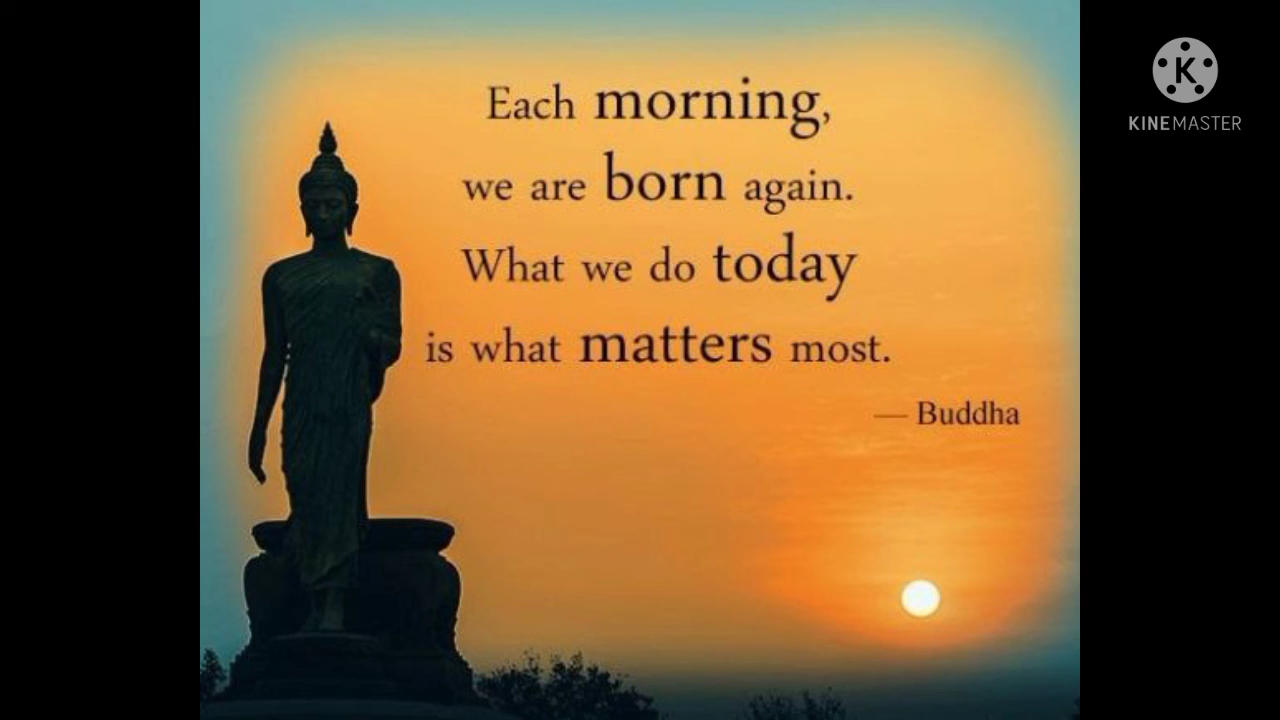 Each morning,
we are born again.
What we do today
is what matters most.
— Buddha
KINEMASTER